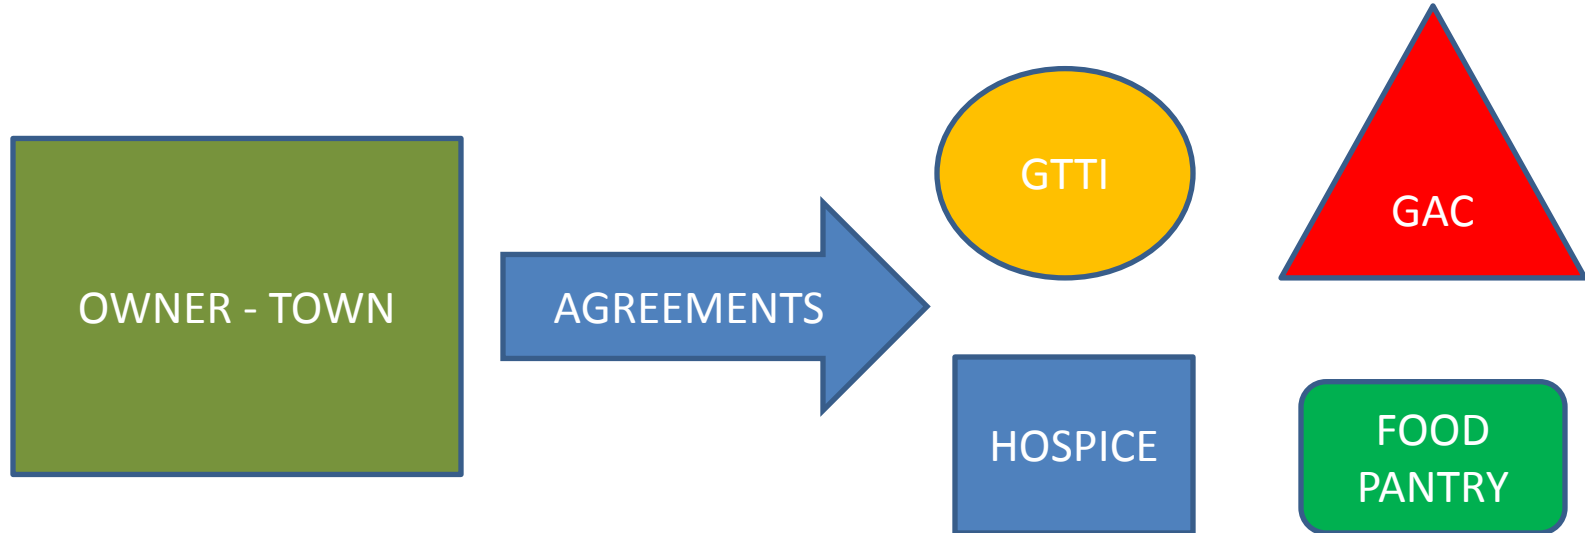 OWNER - TOWN
AGREEMENTS
GTTI
GAC
HOSPICE
FOOD
PANTRY